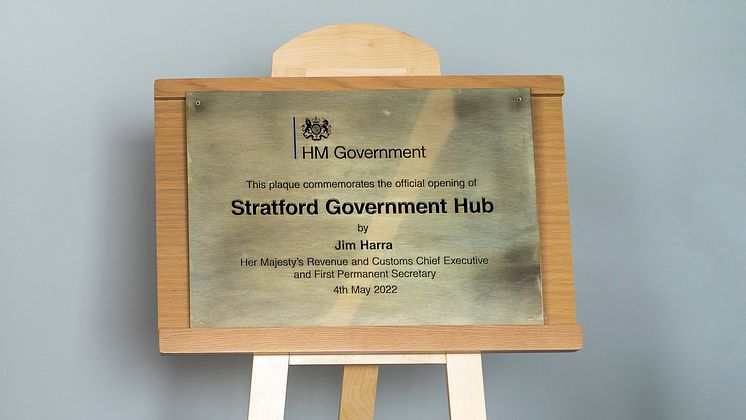 HM Government
This plaque commemorates the official opening of
Stratford Government Hub
by
Jim Harra
Her Majesty's Revenue and Customs Chief Executive
and First Permanent Secretary
4th May 2022